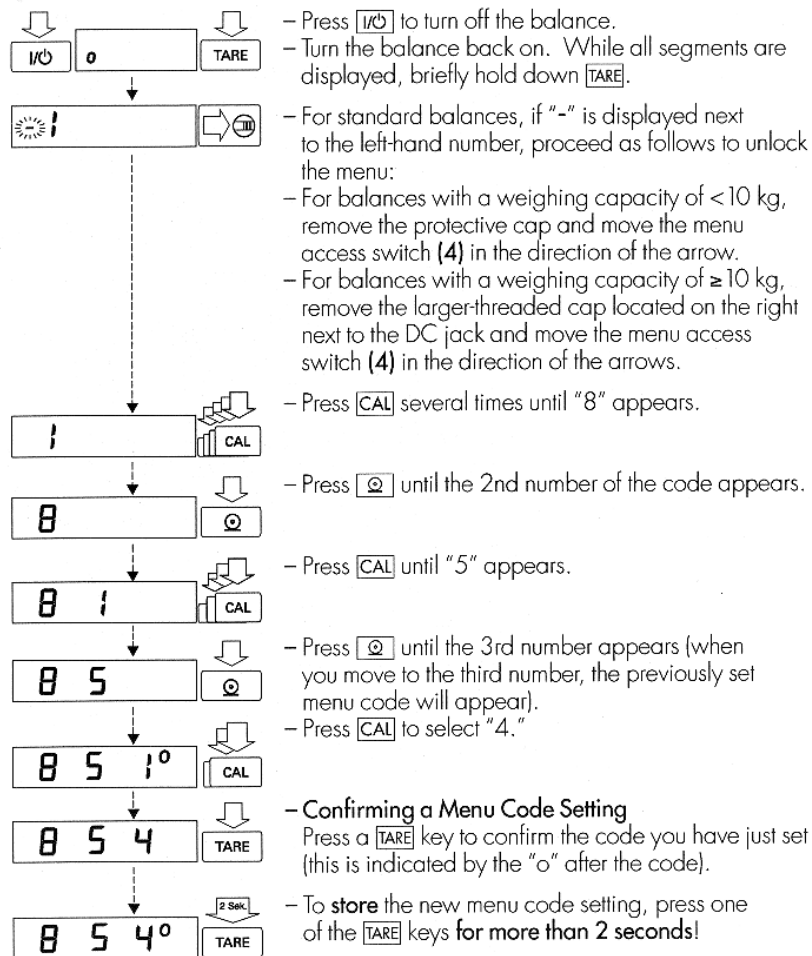 – Press I/⏻ to turn off the balance.
– Turn the balance back on. While all segments are
displayed, briefly hold down TARE.
I/⏻ o TARE
– For standard balances, if "-" is displayed next
to the left-hand number, proceed as follows to unlock
the menu:
– For balances with a weighing capacity of <10 kg,
remove the protective cap and move the menu
access switch (4) in the direction of the arrow.
– For balances with a weighing capacity of ≥10 kg,
remove the larger-threaded cap located on the right
next to the DC jack and move the menu access
switch (4) in the direction of the arrows.
-1
– Press CAL several times until "8" appears.
1 CAL
– Press until the 2nd number of the code appears.
8
– Press CAL until "5" appears.
8 1 CAL
– Press until the 3rd number appears (when
you move to the third number, the previously set
menu code will appear).
8 5
– Press CAL to select "4."
8 5 1° CAL
– Confirming a Menu Code Setting
Press a TARE key to confirm the code you have just set
(this is indicated by the "o" after the code).
8 5 4 TARE
– To store the new menu code setting, press one
of the TARE keys for more than 2 seconds!
2 Sek.
8 5 4° TARE